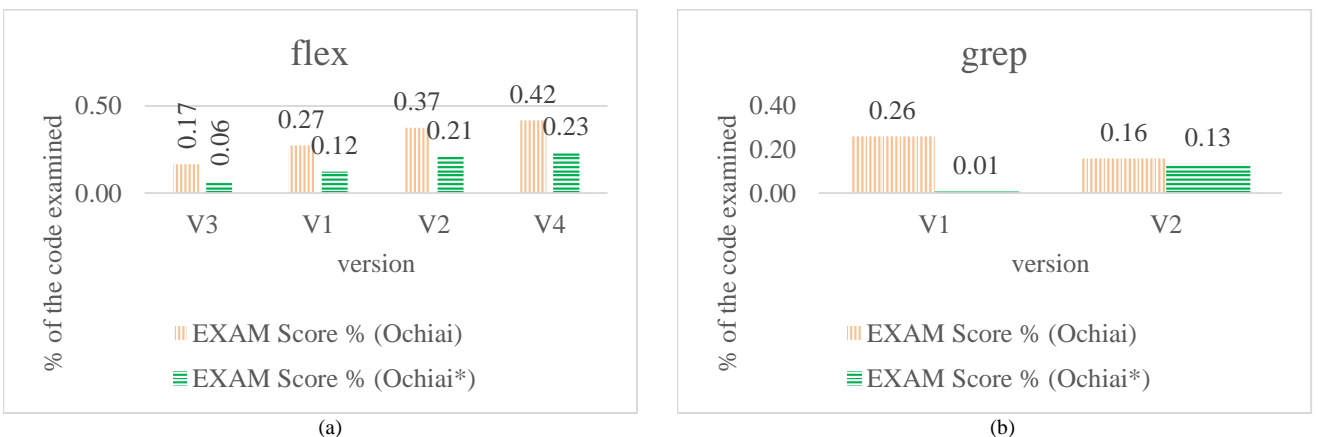 flex
% of the code examined
0.50
0.00
0.17
0.06
0.27
0.12
0.37
0.21
0.42
0.23
V3 V1 V2 V4
version
EXAM Score % (Ochiai)
EXAM Score % (Ochiai*)
(a)
grep
% of the code examined
0.40
0.20
0.00
0.26
0.01
0.16
0.13
V1 V2
version
EXAM Score % (Ochiai)
EXAM Score % (Ochiai*)
(b)